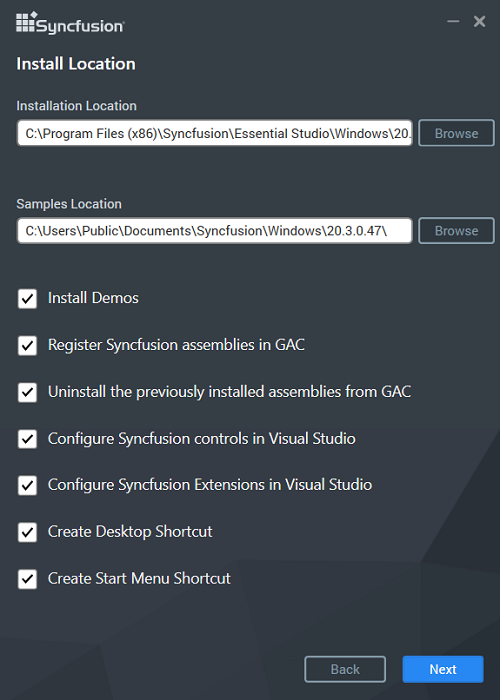 Syncfusion
Install Location
Installation Location
C:\Program Files (x86)\Syncfusion\Essential Studio\Windows\20.
Browse
Samples Location
C:\Users\Public\Documents\Syncfusion\Windows\20.3.0.47\
Browse
Install Demos
Register Syncfusion assemblies in GAC
Uninstall the previously installed assemblies from GAC
Configure Syncfusion controls in Visual Studio
Configure Syncfusion Extensions in Visual Studio
Create Desktop Shortcut
Create Start Menu Shortcut
Back
Next